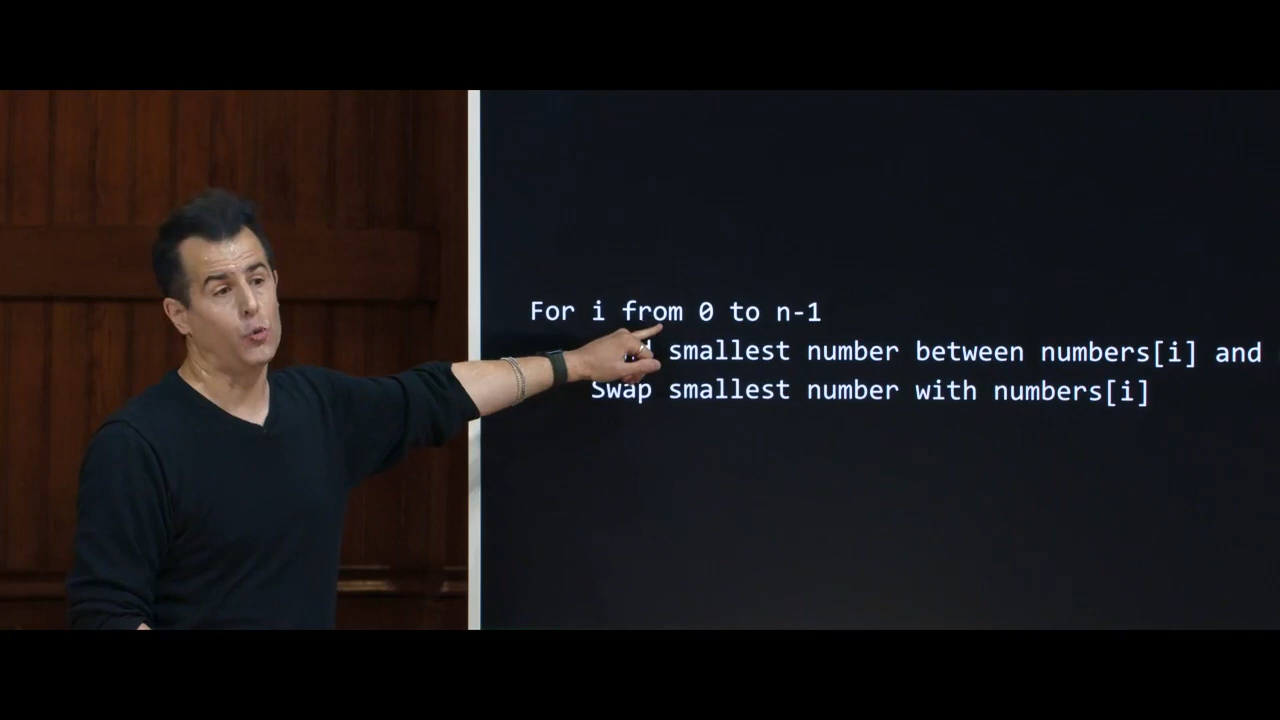 For i from 0 to n-1
smallest number between numbers[i] and
Swap smallest number with numbers[i]